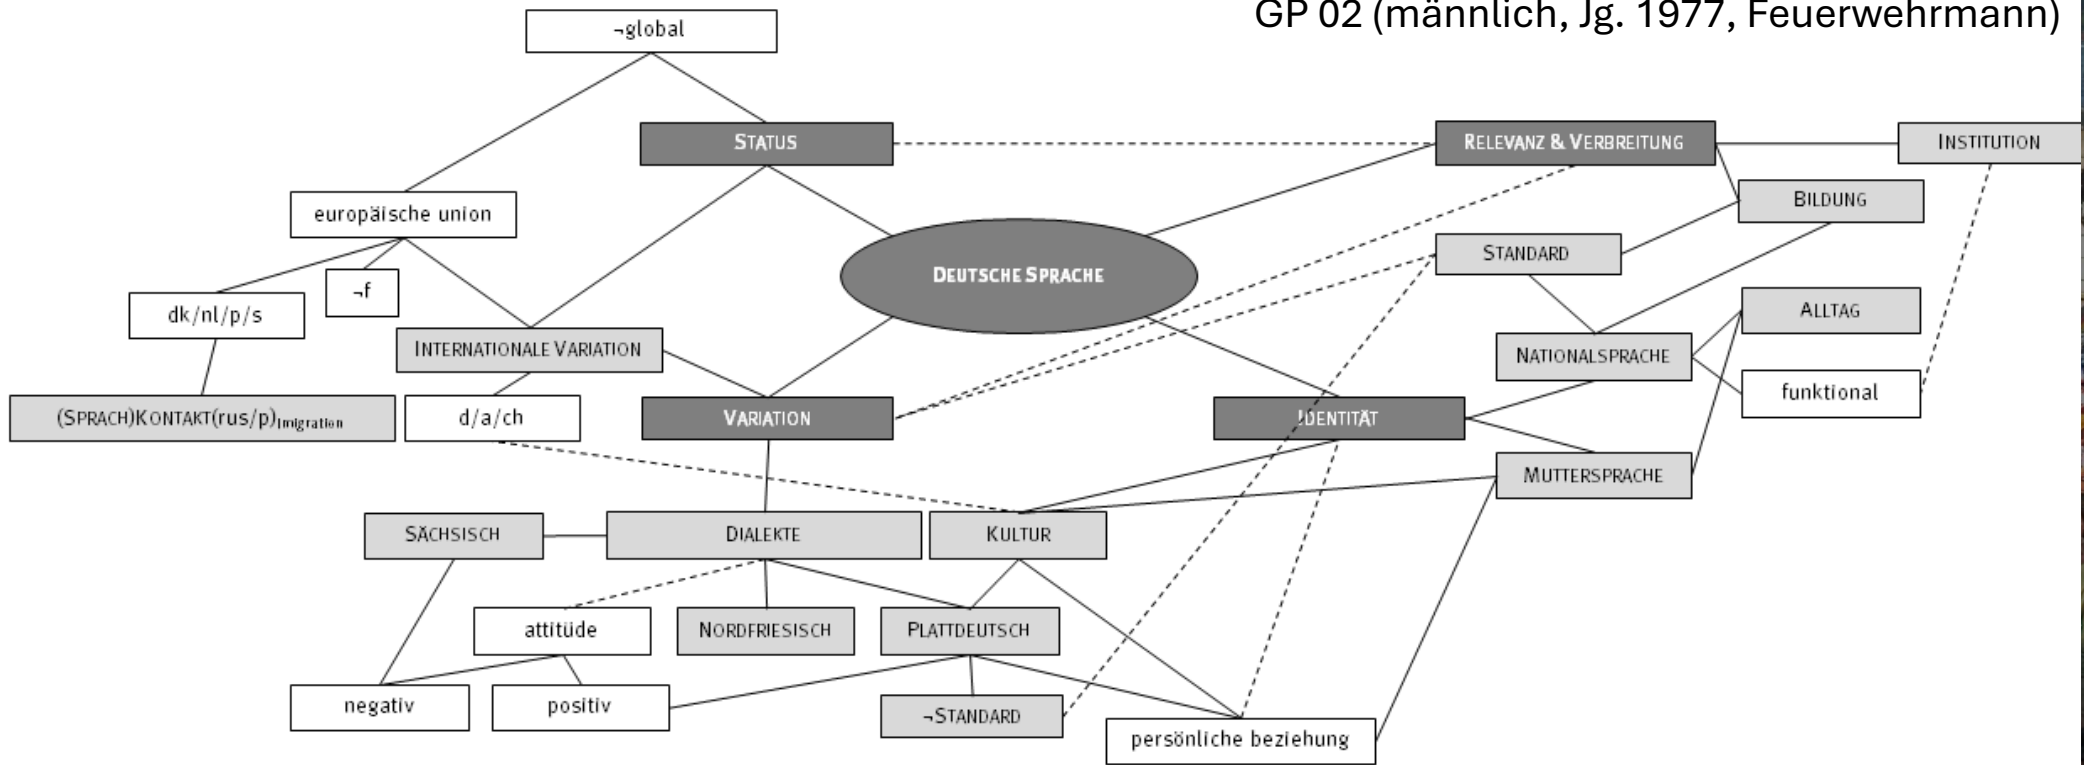 GP 02 (männlich, Jg. 1977, Feuerwehrmann)
¬global
STATUS
RELEVANZ & VERBREITUNG
INSTITUTION
europäische union
BILDUNG
STANDARD
DEUTSCHE SPRACHE
¬f
dk/nl/p/s
ALLTAG
INTERNATIONALE VARIATION
NATIONALSPRACHE
funktional
(SPRACH)KONTAKT(rus/p)Imigration
d/a/ch
VARIATION
IDENTITÄT
MUTTERSPRACHE
SÄCHSISCH
DIALEKTE
KULTUR
attitüde
NORDFRIESISCH
PLATTDEUTSCH
negativ
positiv
¬STANDARD
persönliche beziehung